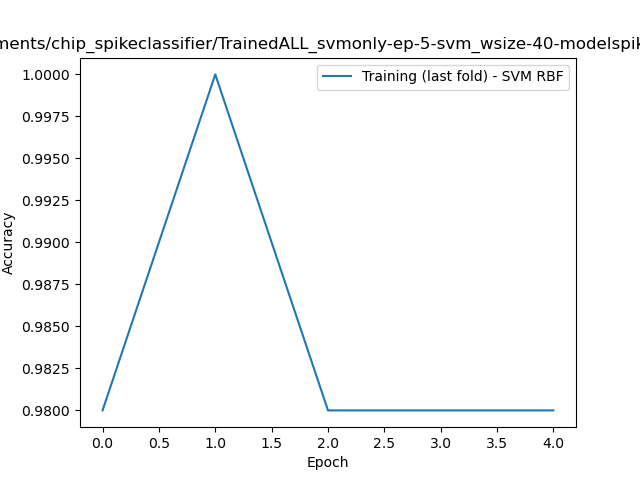 ments/chip_spikeclassifier/TrainedALL_svmonly-ep-5-svm_wsize-40-modelspik
Training (last fold) - SVM RBF
1.0000
0.9975
0.9950
0.9925
0.9900
0.9875
0.9850
0.9825
0.9800
Accuracy
0.0 0.5 1.0 1.5 2.0 2.5 3.0 3.5 4.0
Epoch